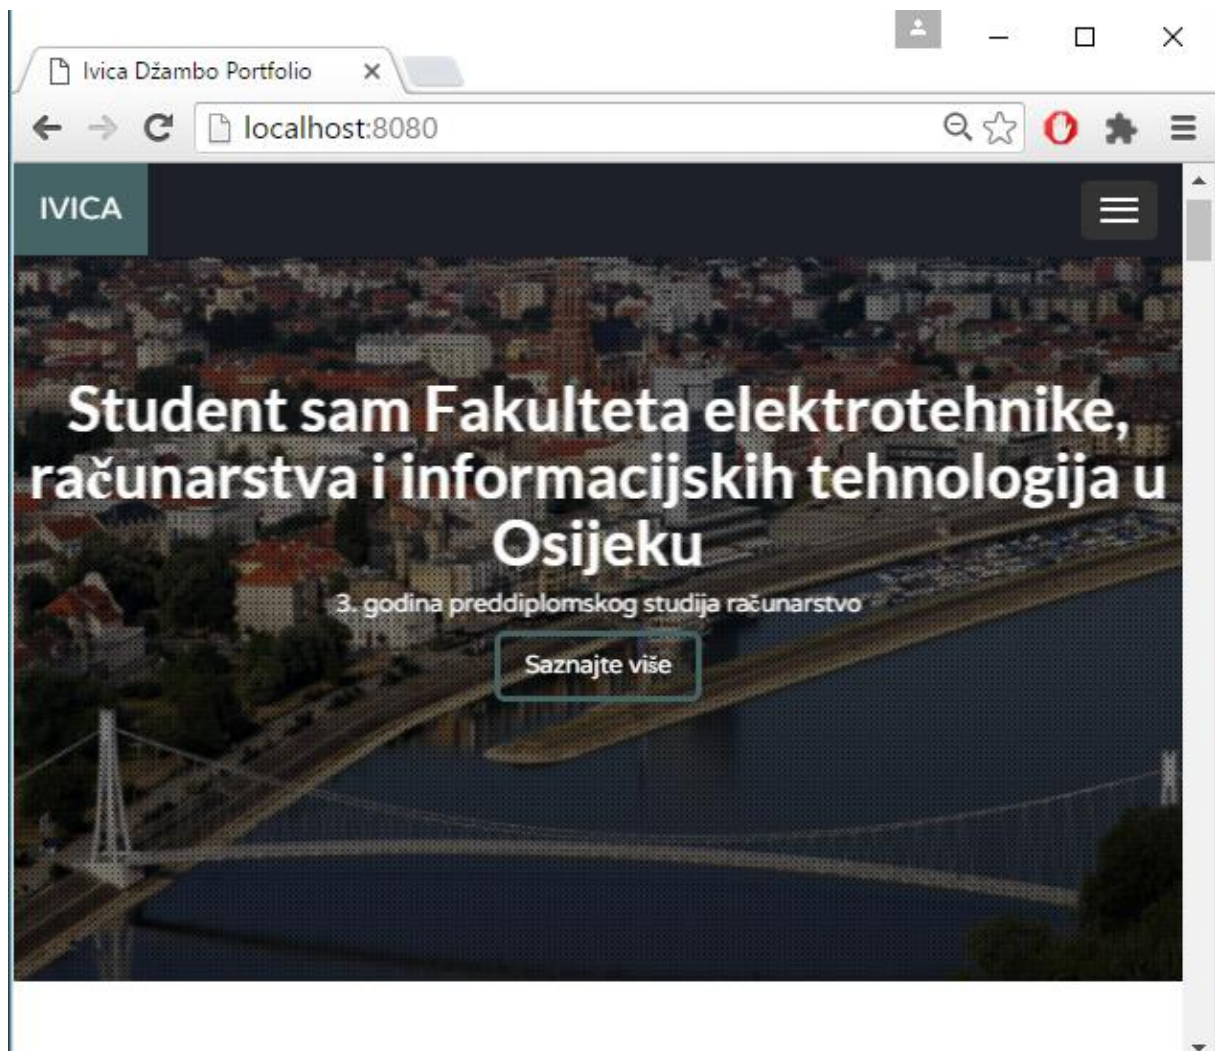 Ivica Džambo Portfolio
localhost:8080
IVICA
Student sam Fakulteta elektrotehnike,
računarstva i informacijskih tehnologija u
Osijeku
3. godina preddiplomskog studija računarstvo
Saznajte više